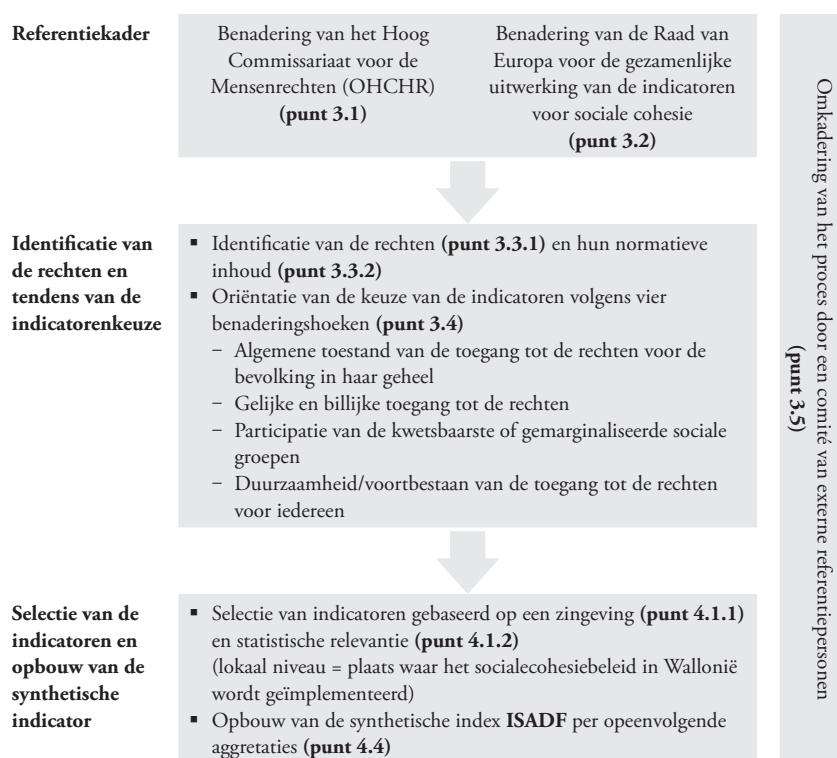 Referentiekader
Benadering van het Hoog
Commissariaat voor de
Mensenrechten (OHCHR)
(punt 3.1)
Benadering van de Raad van
Europa voor de gezamenlijke
uitwerking van de indicatoren
voor sociale cohesie
(punt 3.2)
Identificatie van
de rechten en
tendens van de
indicatorenkeuze
▪ Identificatie van de rechten (punt 3.3.1) en hun normatieve
inhoud (punt 3.3.2)
▪ Oriëntatie van de keuze van de indicatoren volgens vier
benaderingshoeken (punt 3.4)
– Algemene toestand van de toegang tot de rechten voor de
bevolking in haar geheel
– Gelijke en billijke toegang tot de rechten
– Participatie van de kwetsbaarste of gemarginaliseerde sociale
groepen
– Duurzaamheid/voortbestaan van de toegang tot de rechten
voor iedereen
Selectie van de
indicatoren en
opbouw van de
synthetische
indicator
▪ Selectie van indicatoren gebaseerd op een zingeving (punt 4.1.1)
en statistische relevantie (punt 4.1.2)
(lokaal niveau = plaats waar het socialecohesiebeleid in Wallonië
wordt geïmplementeerd)
▪ Opbouw van de synthetische index ISADF per opeenvolgende
aggretaties (punt 4.4)
Omkadering van het proces door een comité van externe referentiepersonen
(punt 3.5)